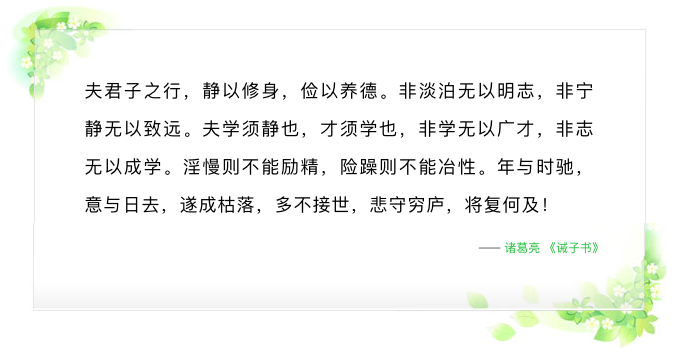 夫君子之行，静以修身，俭以养德。非淡泊无以明志，非宁
静无以致远。夫学须静也，才须学也，非学无以广才，非志
无以成学。淫慢则不能励精，险躁则不能冶性。年与时驰，
意与日去，遂成枯落，多不接世，悲守穷庐，将复何及！
—— 诸葛亮 《诫子书》